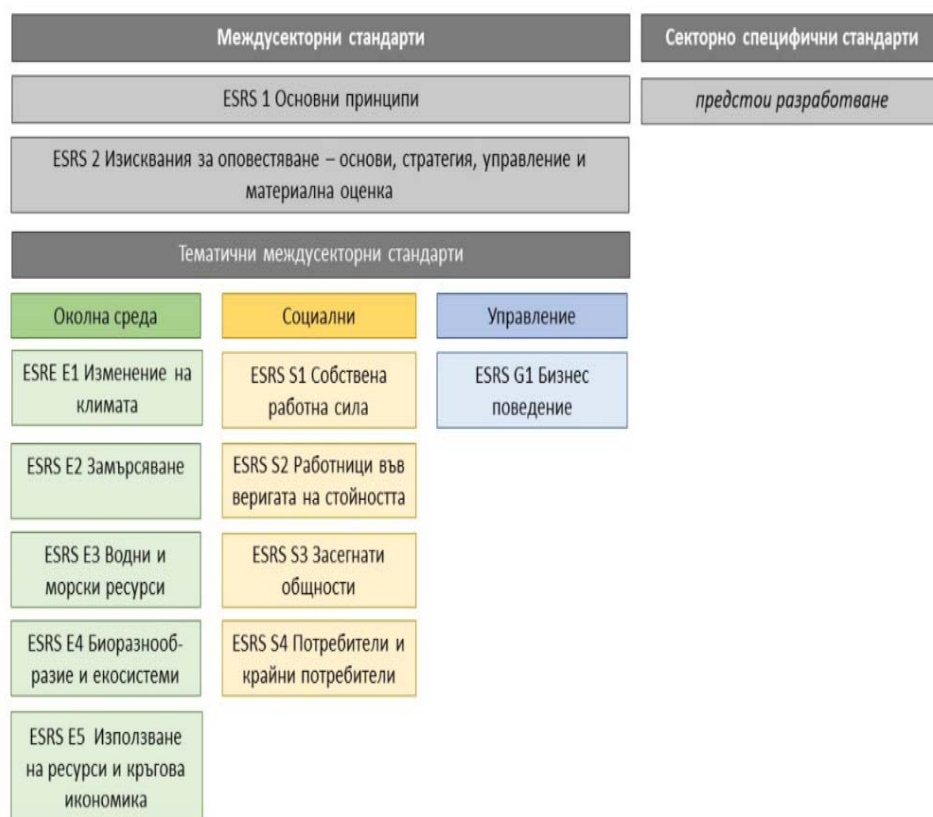 Междусекторни стандарти
Секторно специфични стандарти
ESRS 1 Основни принципи
предстои разработване
ESRS 2 Изисквания за оповестяване – основи, стратегия, управление и
материална оценка
Тематични междусекторни стандарти
Околна среда
Социални
Управление
ESRE E1 Изменение на
климата
ESRS S1 Собствена
работна сила
ESRS G1 Бизнес
поведение
ESRS E2 Замърсяване
ESRS S2 Работници във
веригата на стойността
ESRS E3 Водни и
морски ресурси
ESRS S3 Засегнати
общности
ESRS E4 Биоразнооб-
разие и екосистеми
ESRS S4 Потребители и
крайни потребители
ESRS E5 Използване
на ресурси и кръгова
икономика